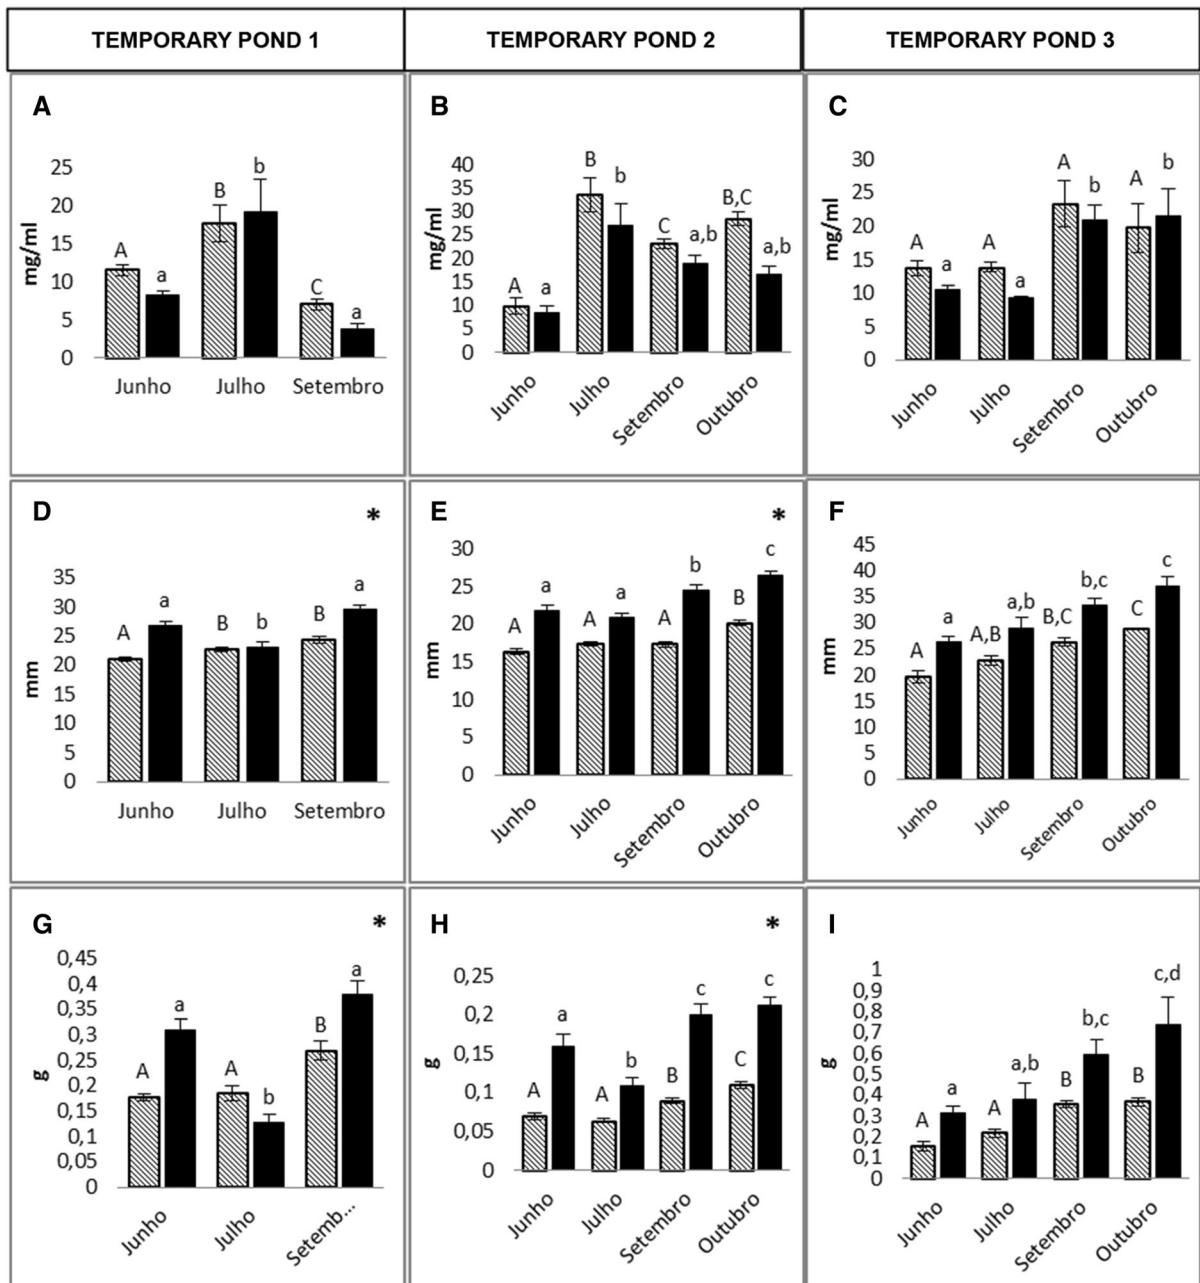 TEMPORARY POND 1
TEMPORARY POND 2
TEMPORARY POND 3
A
mg/ml
25
20
15
10
5
0
A
a
B
b
C
a
Junho
Julho
Setembro
B
mg/ml
40
35
30
25
20
15
10
5
0
A
a
B
b
C
a,b
B,C
a,b
Junho
Julho
Setembro
Outubro
C
mg/ml
30
25
20
15
10
5
0
A
a
A
a
A
b
A
b
Junho
Julho
Setembro
Outubro
D
*
mm
35
30
25
20
15
10
5
0
A
a
B
b
B
a
Junho
Julho
Setembro
E
*
mm
30
25
20
15
10
5
0
A
a
A
a
A
b
B
c
Junho
Julho
Setembro
Outubro
F
mm
45
40
35
30
25
20
15
10
5
0
A
a
A,B
a,b
B,C
b,c
C
c
Junho
Julho
Setembro
Outubro
G
*
g
0,45
0,4
0,35
0,3
0,25
0,2
0,15
0,1
0,05
0
A
a
A
b
B
a
Junho
Julho
Setemb...
H
*
g
0,25
0,2
0,15
0,1
0,05
0
A
a
A
b
B
c
C
c
Junho
Julho
Setembro
Outubro
I
g
1
0,9
0,8
0,7
0,6
0,5
0,4
0,3
0,2
0,1
0
A
a
A
a,b
B
b,c
B
c,d
Junho
Julho
Setembro
Outubro